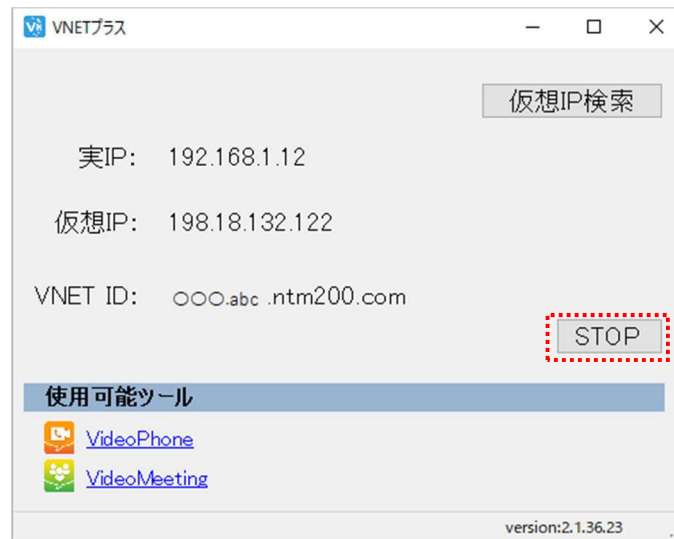 VNETプラス
仮想IP検索
実IP: 192.168.1.12
仮想IP: 198.18.132.122
VNET ID: ○○○.abc .ntm200.com
STOP
使用可能ツール
VideoPhone
VideoMeeting
version:2.1.36.23